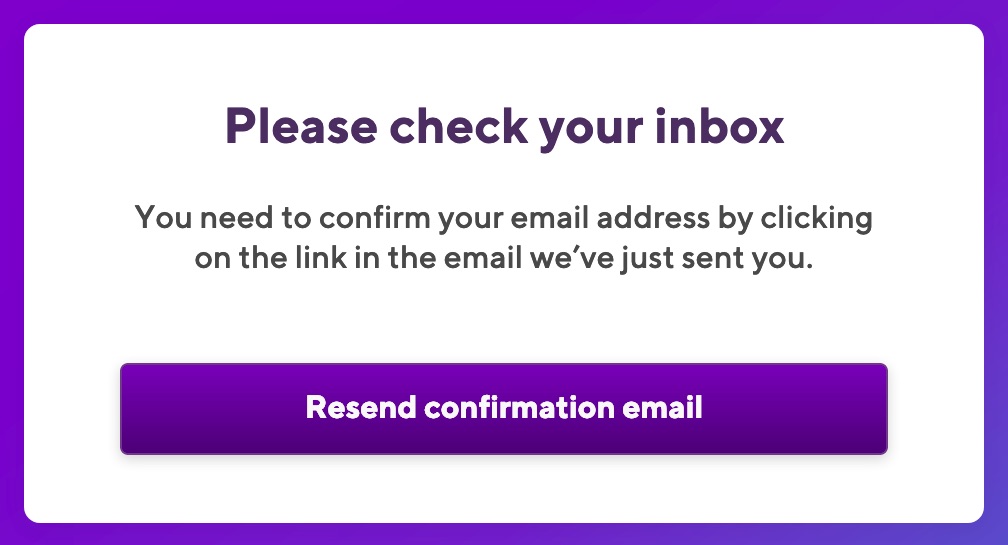 Please check your inbox
You need to confirm your email address by clicking
on the link in the email we’ve just sent you.
Resend confirmation email